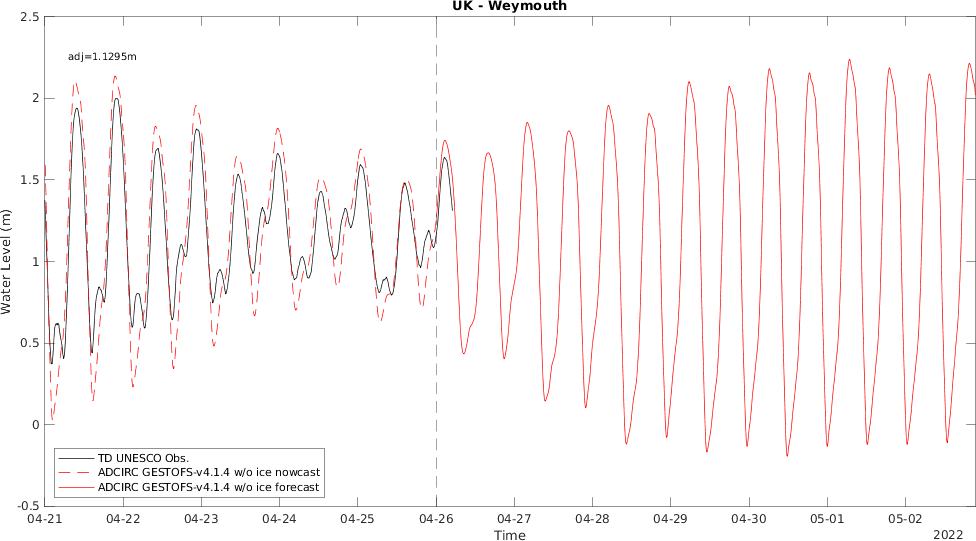 UK - Weymouth
adj=1.1295m
Water Level (m)
2.5
2
1.5
1
0.5
0
-0.5
TD UNESCO Obs.
ADCIRC GESTOFS-v4.1.4 w/o ice nowcast
ADCIRC GESTOFS-v4.1.4 w/o ice forecast
04-21 04-22 04-23 04-24 04-25 04-26 04-27 04-28 04-29 04-30 05-01 05-02
Time
2022